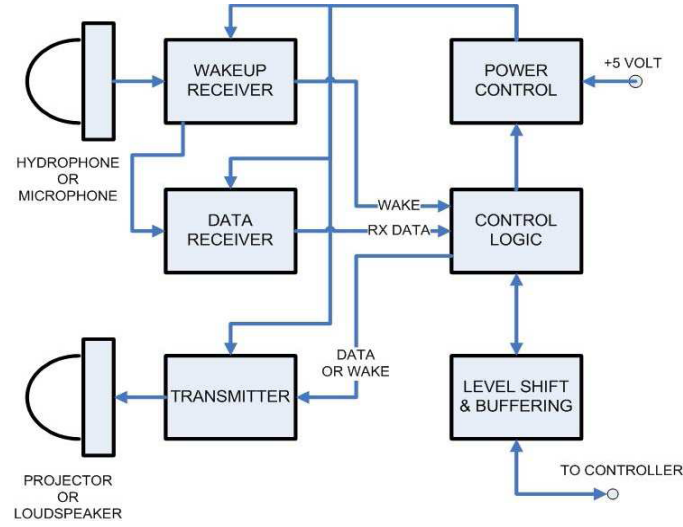 WAKEUP
RECEIVER
POWER
CONTROL
+5 VOLT
HYDROPHONE
OR
MICROPHONE
DATA
RECEIVER
WAKE
RX DATA
CONTROL
LOGIC
TRANSMITTER
DATA
OR WAKE
LEVEL SHIFT
& BUFFERING
PROJECTOR
OR
LOUDSPEAKER
TO CONTROLLER